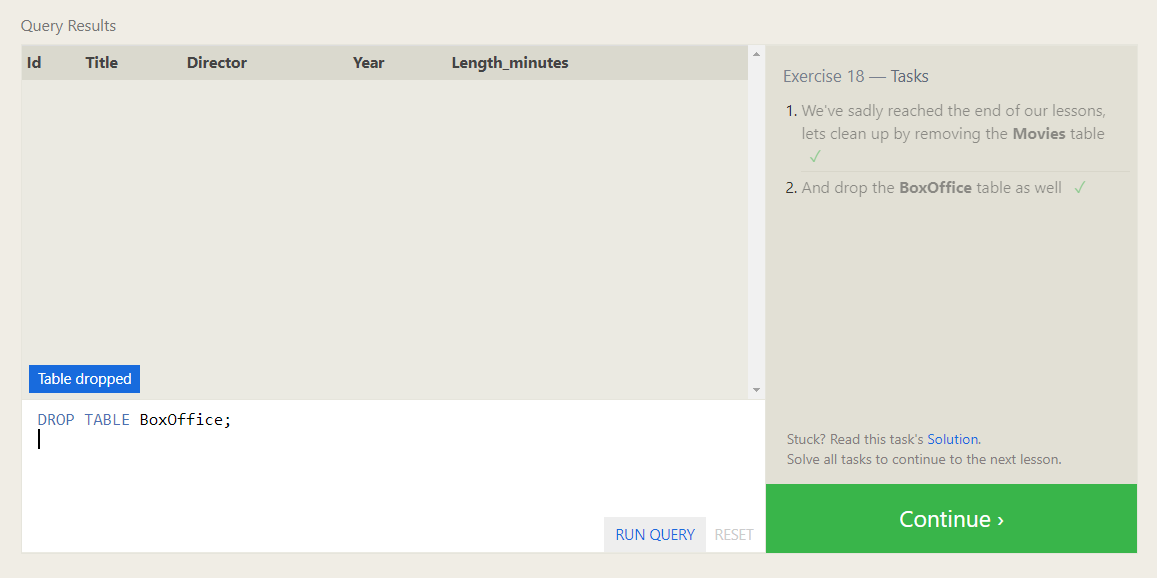 Query Results
Id Title Director Year Length_minutes
Table dropped
DROP TABLE BoxOffice;
RUN QUERY RESET
Exercise 18 — Tasks
1. We've sadly reached the end of our lessons,
lets clean up by removing the Movies table
✓
2. And drop the BoxOffice table as well ✓
Stuck? Read this task's Solution.
Solve all tasks to continue to the next lesson.
Continue ›